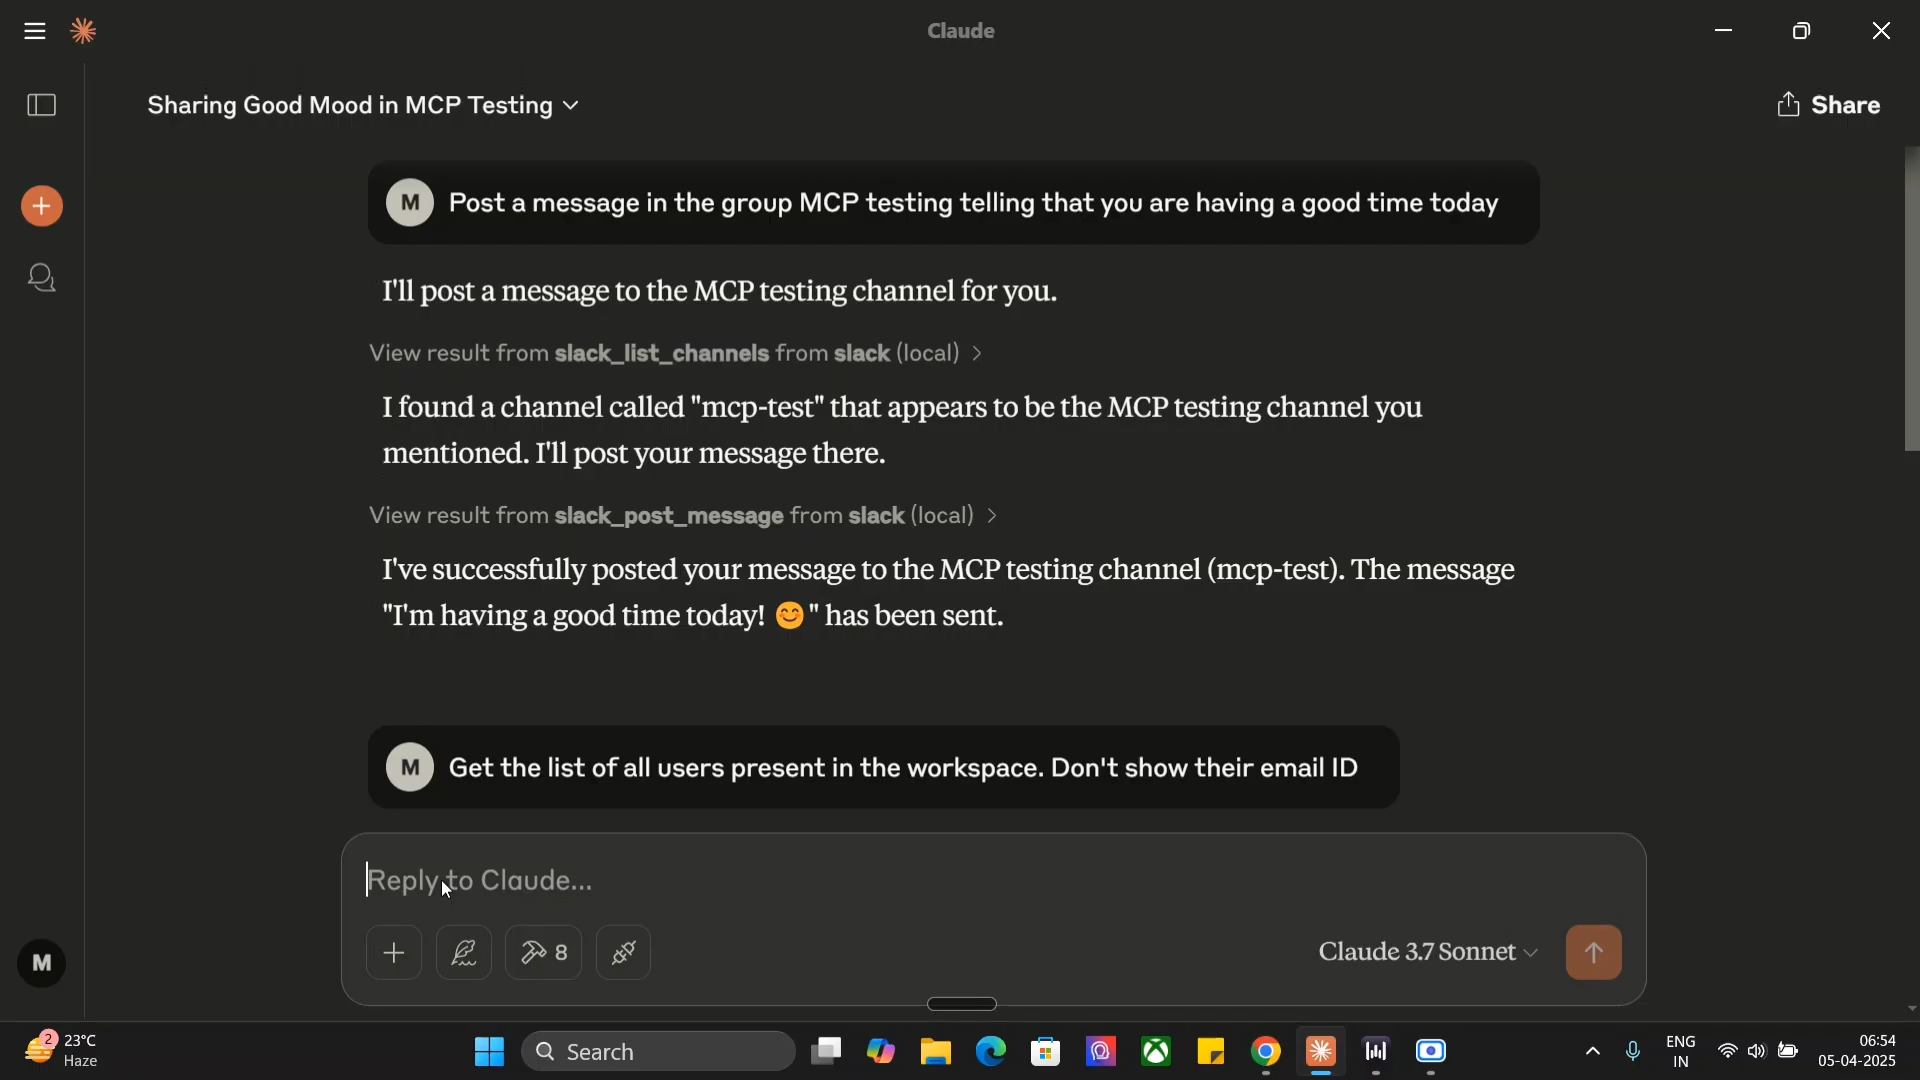 Claude
Sharing Good Mood in MCP Testing
Share
M Post a message in the group MCP testing telling that you are having a good time today
I'll post a message to the MCP testing channel for you.
View result from slack_list_channels from slack (local)
I found a channel called "mcp-test" that appears to be the MCP testing channel you
mentioned. I'll post your message there.
View result from slack_post_message from slack (local)
I've successfully posted your message to the MCP testing channel (mcp-test). The message
"I'm having a good time today! 😊" has been sent.
M Get the list of all users present in the workspace. Don't show their email ID
Reply to Claude...
8
Claude 3.7 Sonnet
M
2
23°C
Haze
Search
ENG
IN
06:54
05-04-2025